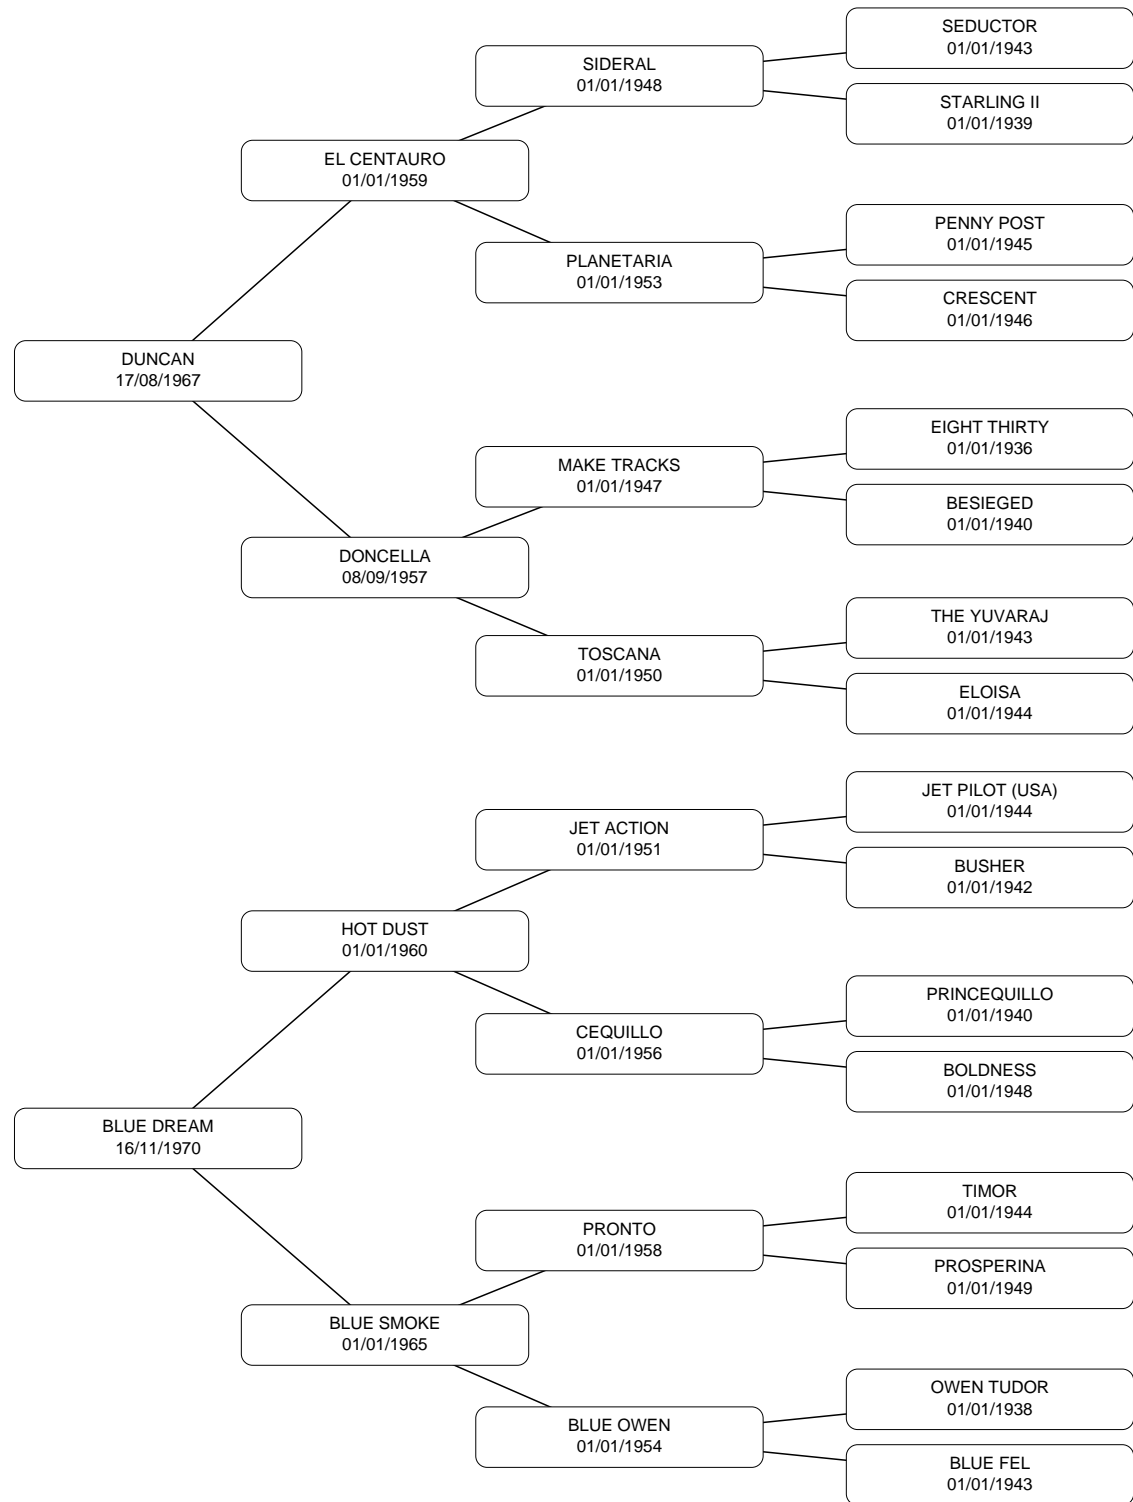 SEDUCTOR
01/01/1943
SIDERAL
01/01/1948
STARLING II
01/01/1939
EL CENTAURO
01/01/1959
PENNY POST
01/01/1945
PLANETARIA
01/01/1953
CRESCENT
01/01/1946
DUNCAN
17/08/1967
EIGHT THIRTY
01/01/1936
MAKE TRACKS
01/01/1947
BESIEGED
01/01/1940
DONCELLA
08/09/1957
THE YUVARAJ
01/01/1943
TOSCANA
01/01/1950
ELOISA
01/01/1944
JET PILOT (USA)
01/01/1944
JET ACTION
01/01/1951
BUSHER
01/01/1942
HOT DUST
01/01/1960
PRINCEQUILLO
01/01/1940
CEQUILLO
01/01/1956
BOLDNESS
01/01/1948
BLUE DREAM
16/11/1970
TIMOR
01/01/1944
PRONTO
01/01/1958
PROSPERINA
01/01/1949
BLUE SMOKE
01/01/1965
OWEN TUDOR
01/01/1938
BLUE OWEN
01/01/1954
BLUE FEL
01/01/1943